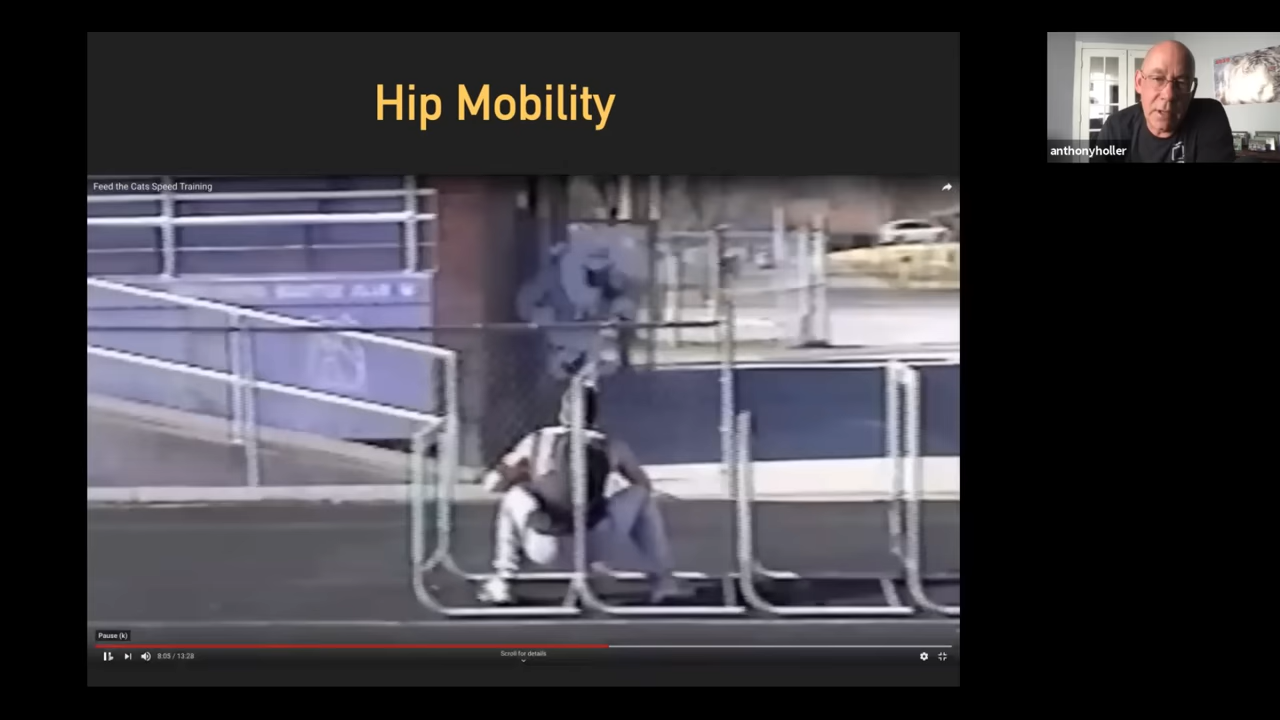 Hip Mobility
Feed the Cats Speed Training
anthonyholler
Pause (k)
8:05 / 13:28
Scroll for details